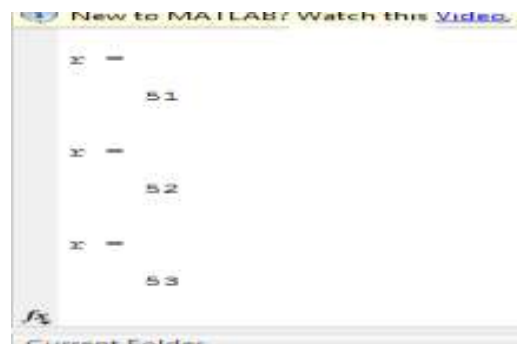 New to MATLAB? Watch this Video,
r =
51
r =
52
r =
53
fx
Current Folder